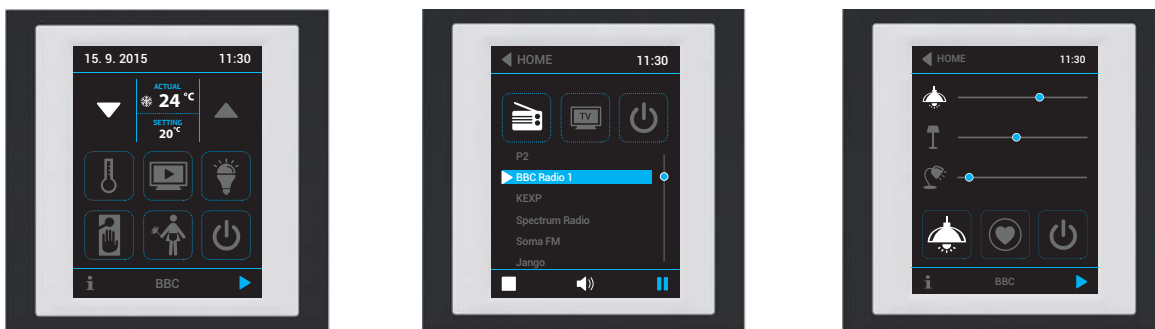 15. 9. 2015 11:30
ACTUAL
24 °C
SETTING
20°C
BBC
HOME 11:30
TV
P2
BBC Radio 1
KEXP
Spectrum Radio
Soma FM
Jango
HOME 11:30
BBC